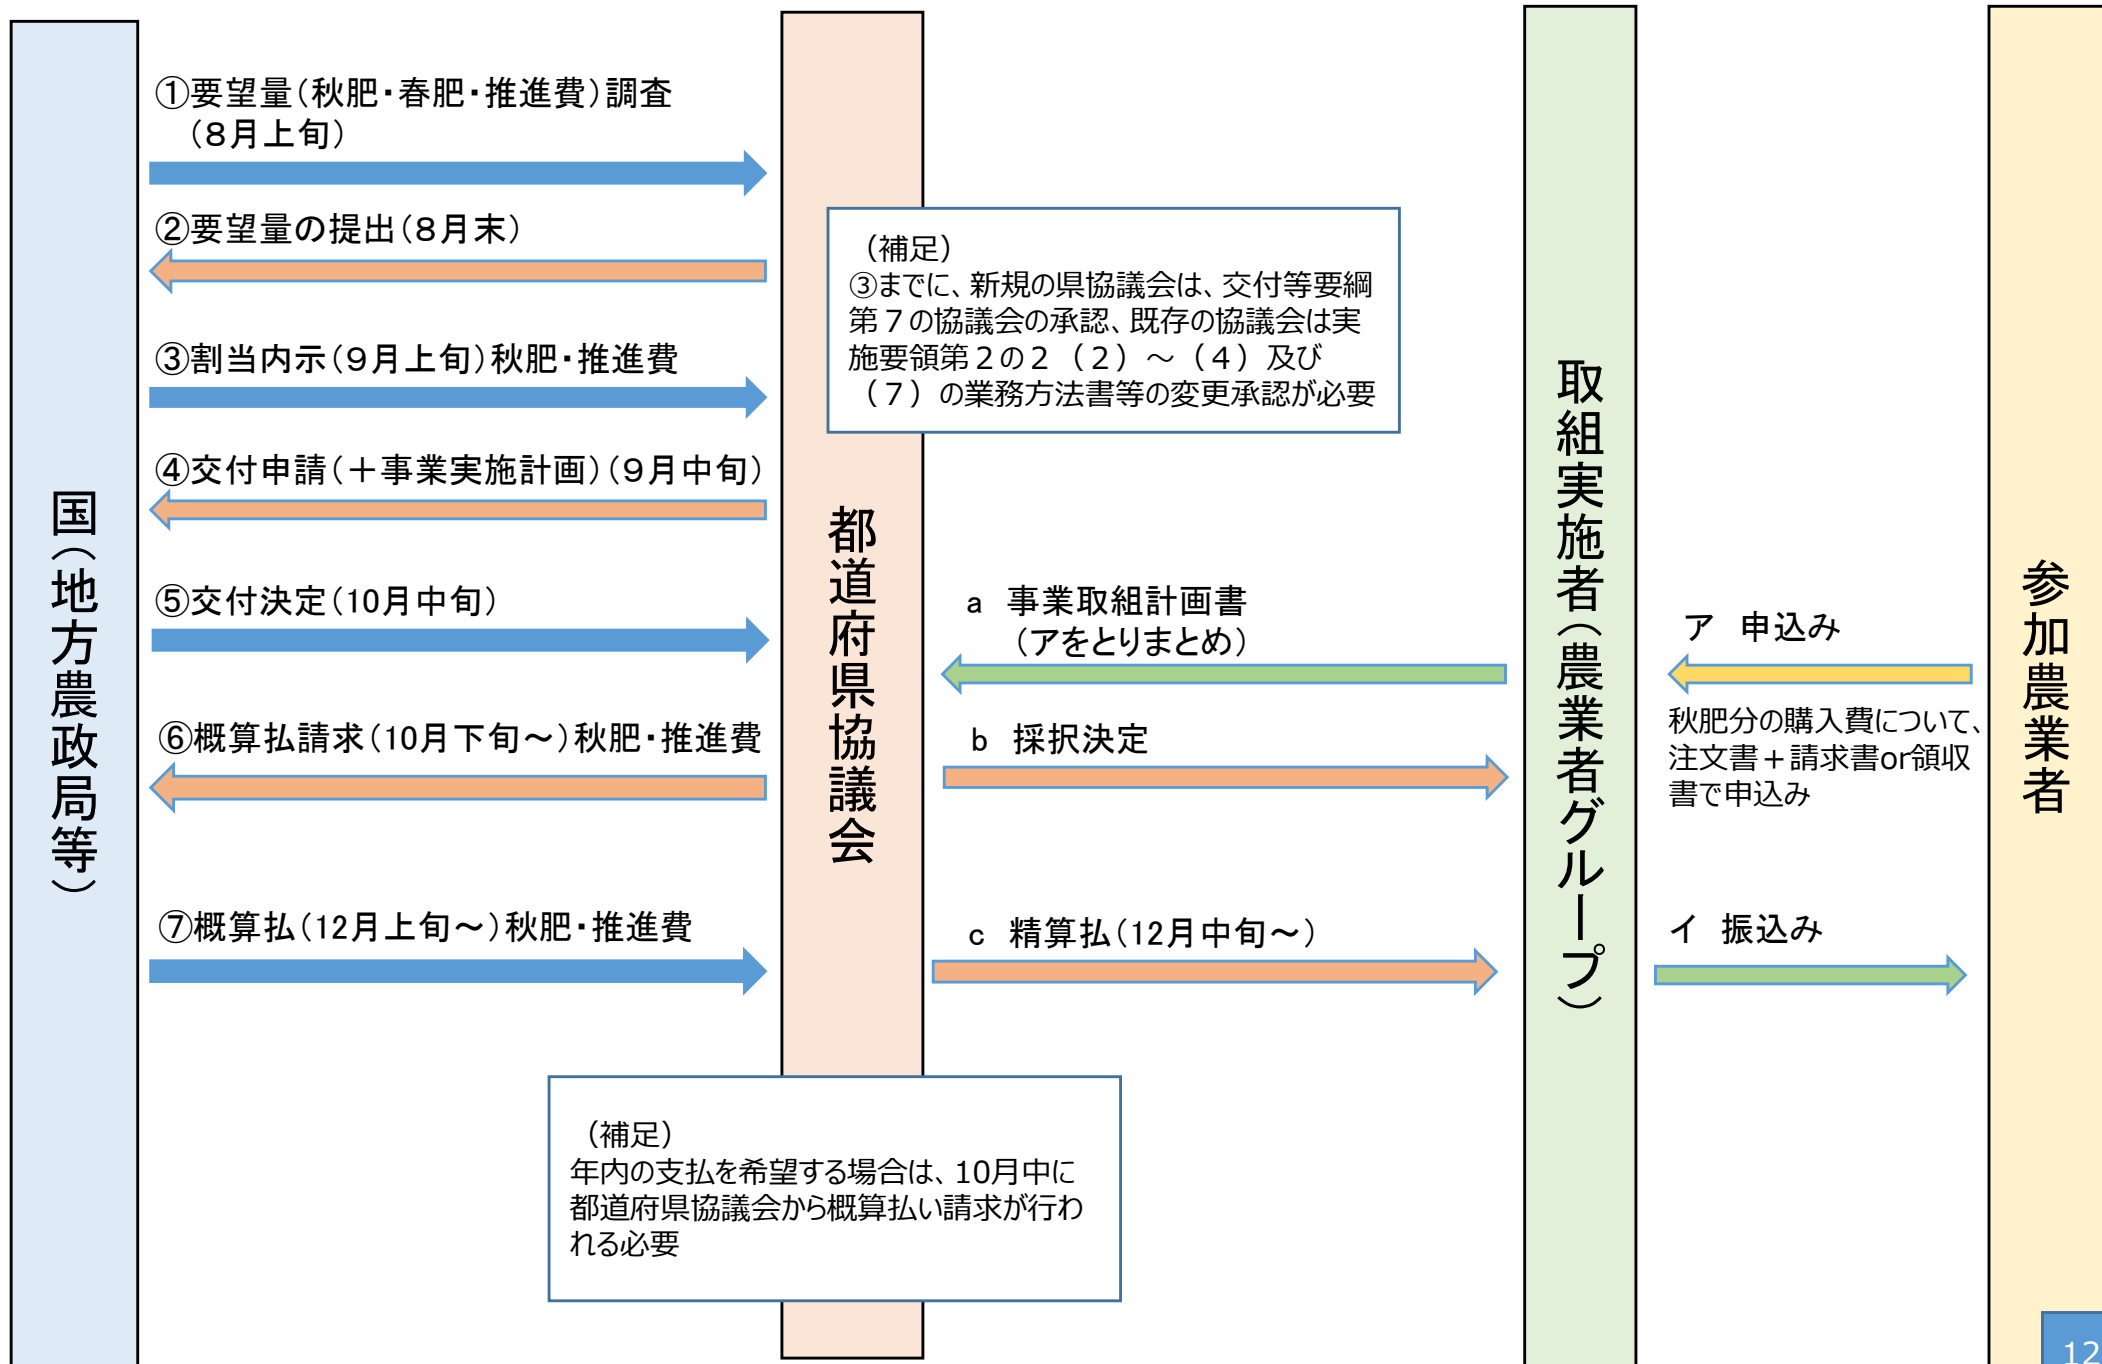 国（地方農政局等）
①要望量（秋肥・春肥・推進費）調査
（８月上旬）
②要望量の提出（８月末）
③割当内示（９月上旬）秋肥・推進費
④交付申請（＋事業実施計画）（９月中旬）
⑤交付決定（10月中旬）
⑥概算払請求（10月下旬～）秋肥・推進費
⑦概算払（12月上旬～）秋肥・推進費
都道府県協議会
（補足）
③までに、新規の県協議会は、交付等要綱
第７の協議会の承認、既存の協議会は実
施要領第２の２（２）～（４）及び
（７）の業務方法書等の変更承認が必要
a　事業取組計画書
（アをとりまとめ）
b　採択決定
c　精算払（12月中旬～）
（補足）
年内の支払を希望する場合は、10月中に
都道府県協議会から概算払い請求が行わ
れる必要
取組実施者（農業者グループ）
ア　申込み
秋肥分の購入費について、
注文書＋請求書or領収
書で申込み
イ　振込み
参加農業者
12